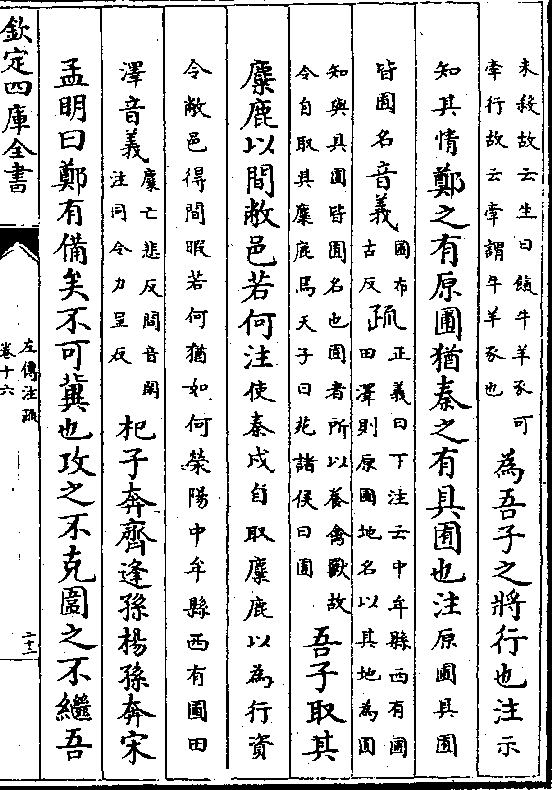 未殺故云生曰餼牛羊豕可
牽行故云牽謂牛羊豕也
為吾子之將行也注示
知其情鄭之有原圃猶秦之有具囿也注原圃具囿
皆囿名音義
圃布
古反
疏
正義曰下注云中牟縣西有圃
田澤則原圃地名以其地為囿
知與具囿皆囿名也囿者所以養禽獸故
令自取其麋鹿焉天子曰苑諸侯曰囿
吾子取其
麋鹿以間敝邑若何注使秦戍自取麋鹿以為行資
令敝邑得間暇若何猶如何榮陽中牟縣西有圃田
澤音義
麋亡悲反間音閑
注同令力呈反
杞子奔齊逢孫楊孫奔宋
孟明曰鄭有備矣不可冀也攻之不克圍之不繼吾
欽定四庫全書
左傳注疏
卷十六